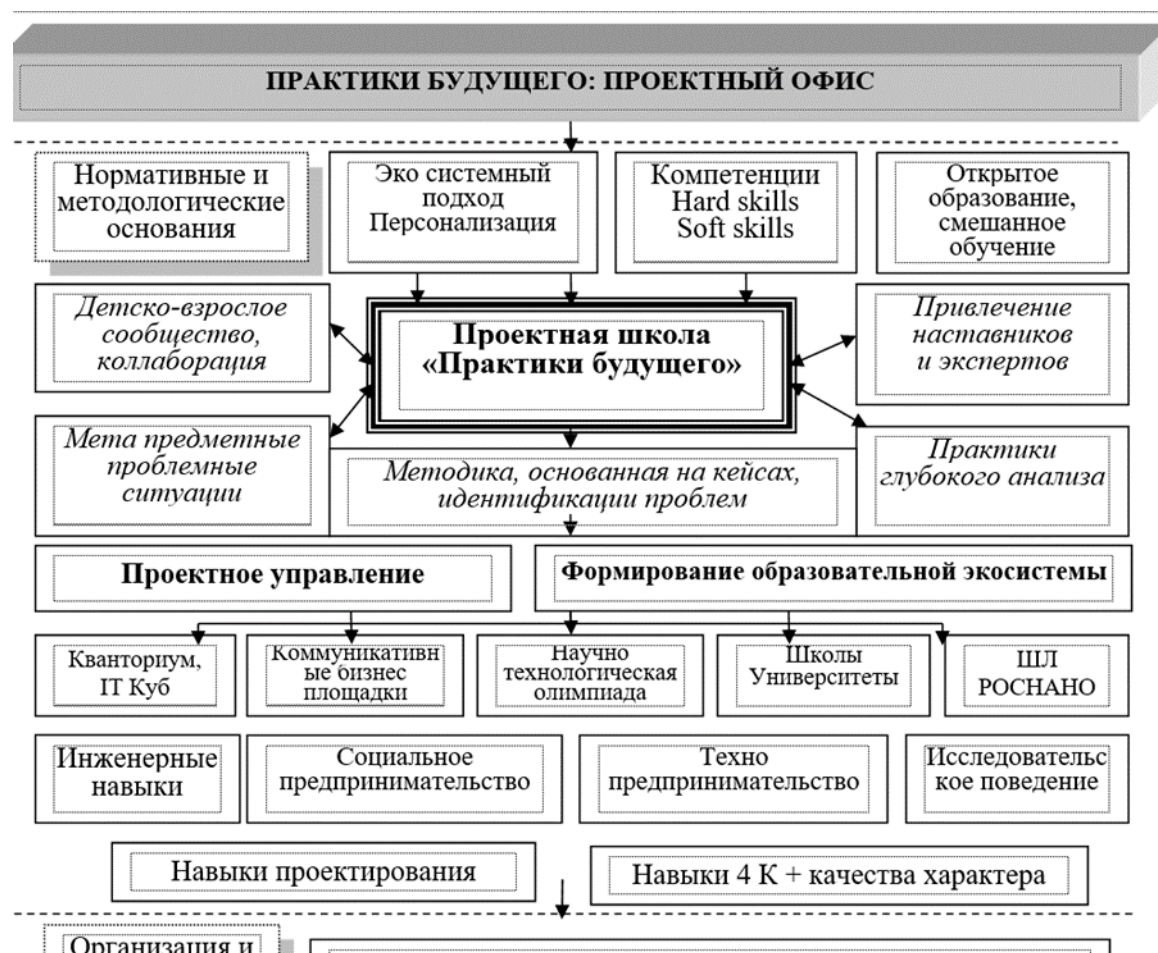 ПРАКТИКИ БУДУЩЕГО: ПРОЕКТНЫЙ ОФИС
Нормативные и
методологические
основания
Эко системный
подход
Персонализация
Компетенции
Hard skills
Soft skills
Открытое
образование,
смешанное
обучение
Детско-взрослое
сообщество,
коллаборация
Проектная школа
«Практики будущего»
Привлечение
наставников
и экспертов
Мета предметные
проблемные
ситуации
Методика, основанная на кейсах,
идентификации проблем
Практики
глубокого анализа
Проектное управление
Формирование образовательной экосистемы
Кванториум,
IT Куб
Коммуникативн
ые бизнес
площадки
Научно
технологическая
олимпиада
Школы
Университеты
ШЛ
РОСНАНО
Инженерные
навыки
Социальное
предпринимательство
Техно
предпринимательство
Исследовательс
кое поведение
Навыки проектирования
Навыки 4 К + качества характера
Организация и